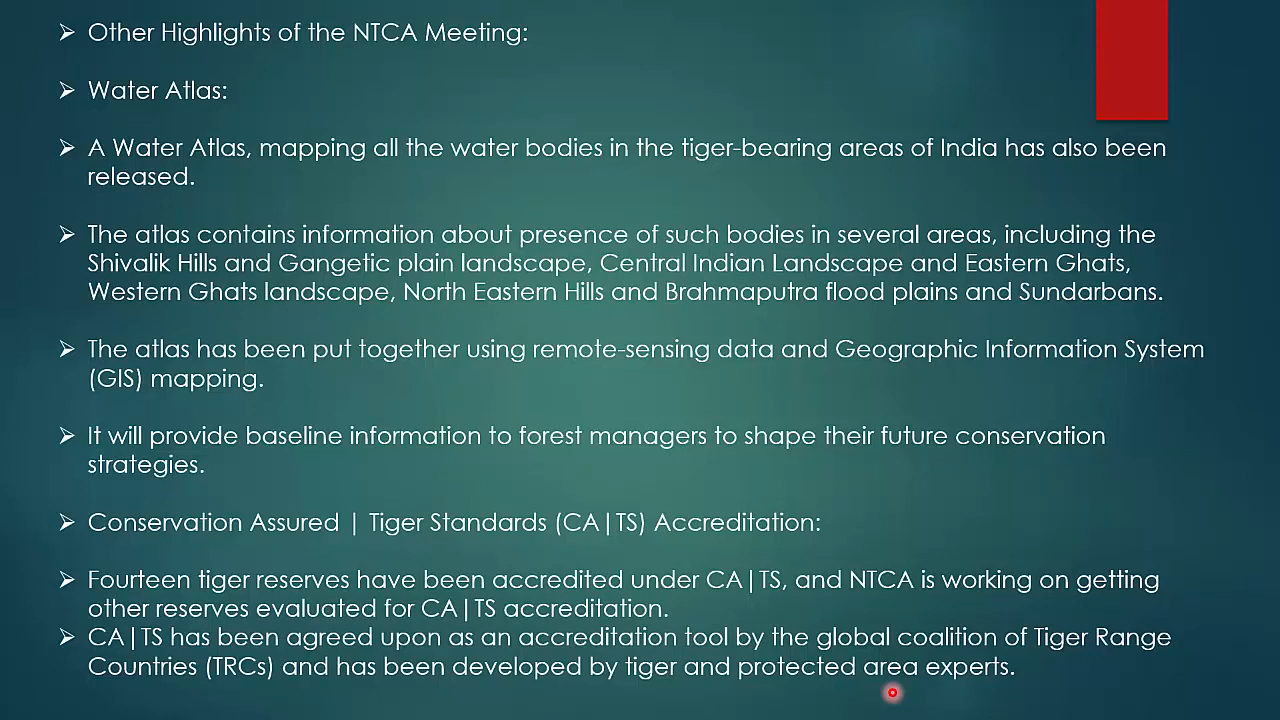 Other Highlights of the NTCA Meeting:
Water Atlas:
A Water Atlas, mapping all the water bodies in the tiger-bearing areas of India has also been
released.
The atlas contains information about presence of such bodies in several areas, including the
Shivalik Hills and Gangetic plain landscape, Central Indian Landscape and Eastern Ghats,
Western Ghats landscape, North Eastern Hills and Brahmaputra flood plains and Sundarbans.
The atlas has been put together using remote-sensing data and Geographic Information System
(GIS) mapping.
It will provide baseline information to forest managers to shape their future conservation
strategies.
Conservation Assured | Tiger Standards (CA|TS) Accreditation:
Fourteen tiger reserves have been accredited under CA|TS, and NTCA is working on getting
other reserves evaluated for CA|TS accreditation.
CA|TS has been agreed upon as an accreditation tool by the global coalition of Tiger Range
Countries (TRCs) and has been developed by tiger and protected area experts.